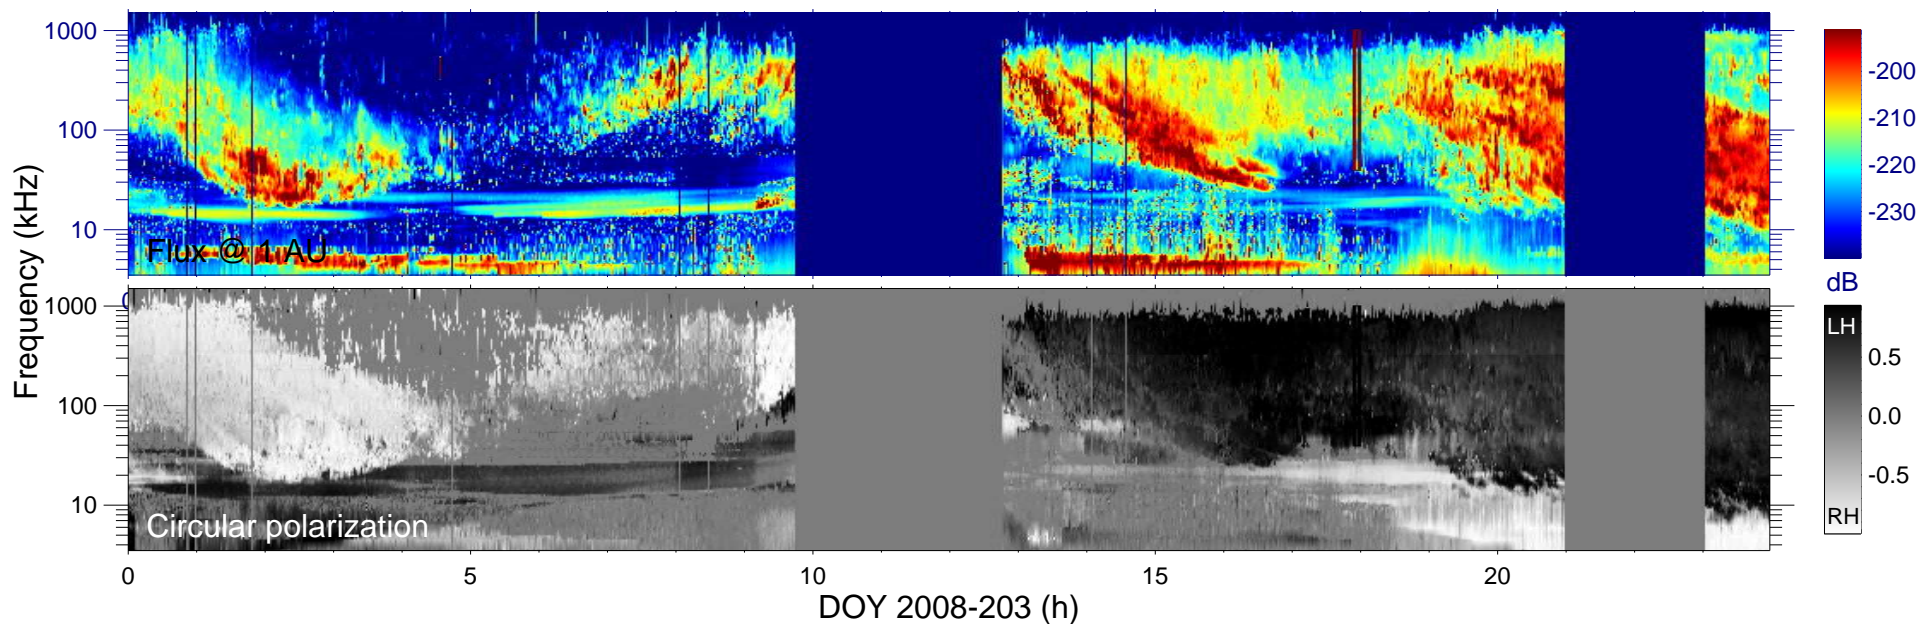 1000
100
10
Flux @ 1 AU
-200
-210
-220
-230
dB
0
Frequency (kHz)
1000
100
10
Circular polarization
LH
0.5
0.0
-0.5
RH
0 5 10 15 20
DOY 2008-203 (h)